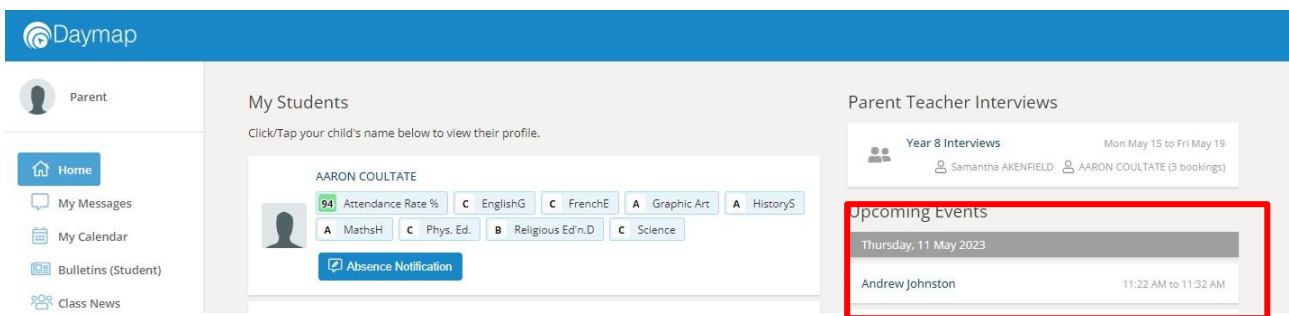 Daymap
Parent
Home
My Messages
My Calendar
Bulletins (Student)
Class News
My Students
Click/Tap your child's name below to view their profile.
AARON COULTATE
94 Attendance Rate % C EnglishG C FrenchE A Graphic Art A HistoryS
A MathsH C Phys. Ed. B Religious Ed'n.D C Science
Absence Notification
Parent Teacher Interviews
Year 8 Interviews Mon May 15 to Fri May 19
Samantha AKENFIELD AARON COULTATE (3 bookings)
Upcoming Events
Thursday, 11 May 2023
Andrew Johnston 11:22 AM to 11:32 AM